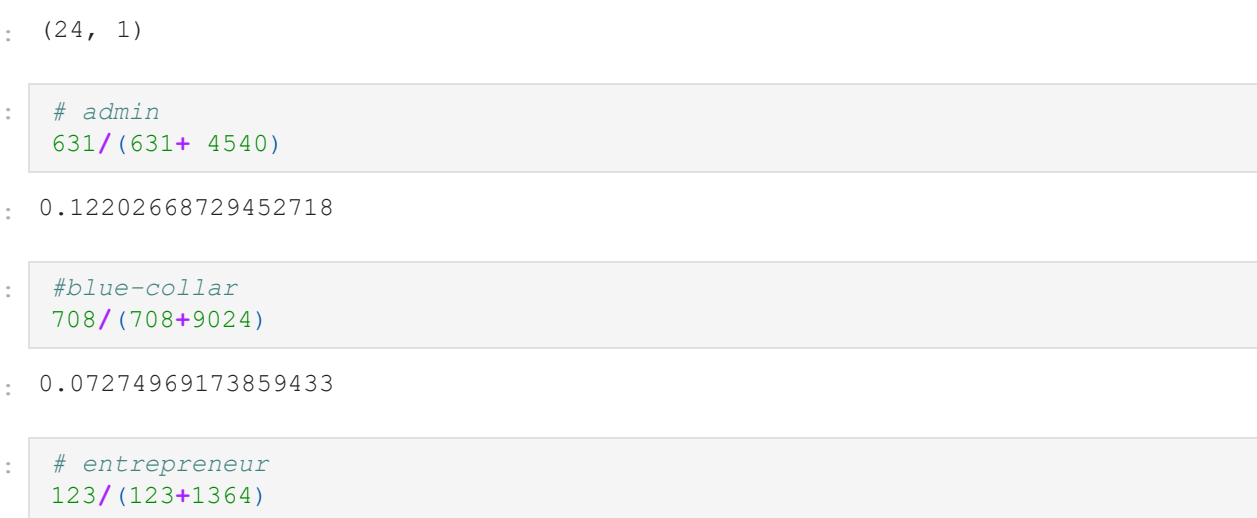 : (24, 1)
: # admin
631/(631+ 4540)
: 0.12202668729452718
: #blue-collar
708/(708+9024)
: 0.07274969173859433
: # entrepreneur
123/(123+1364)